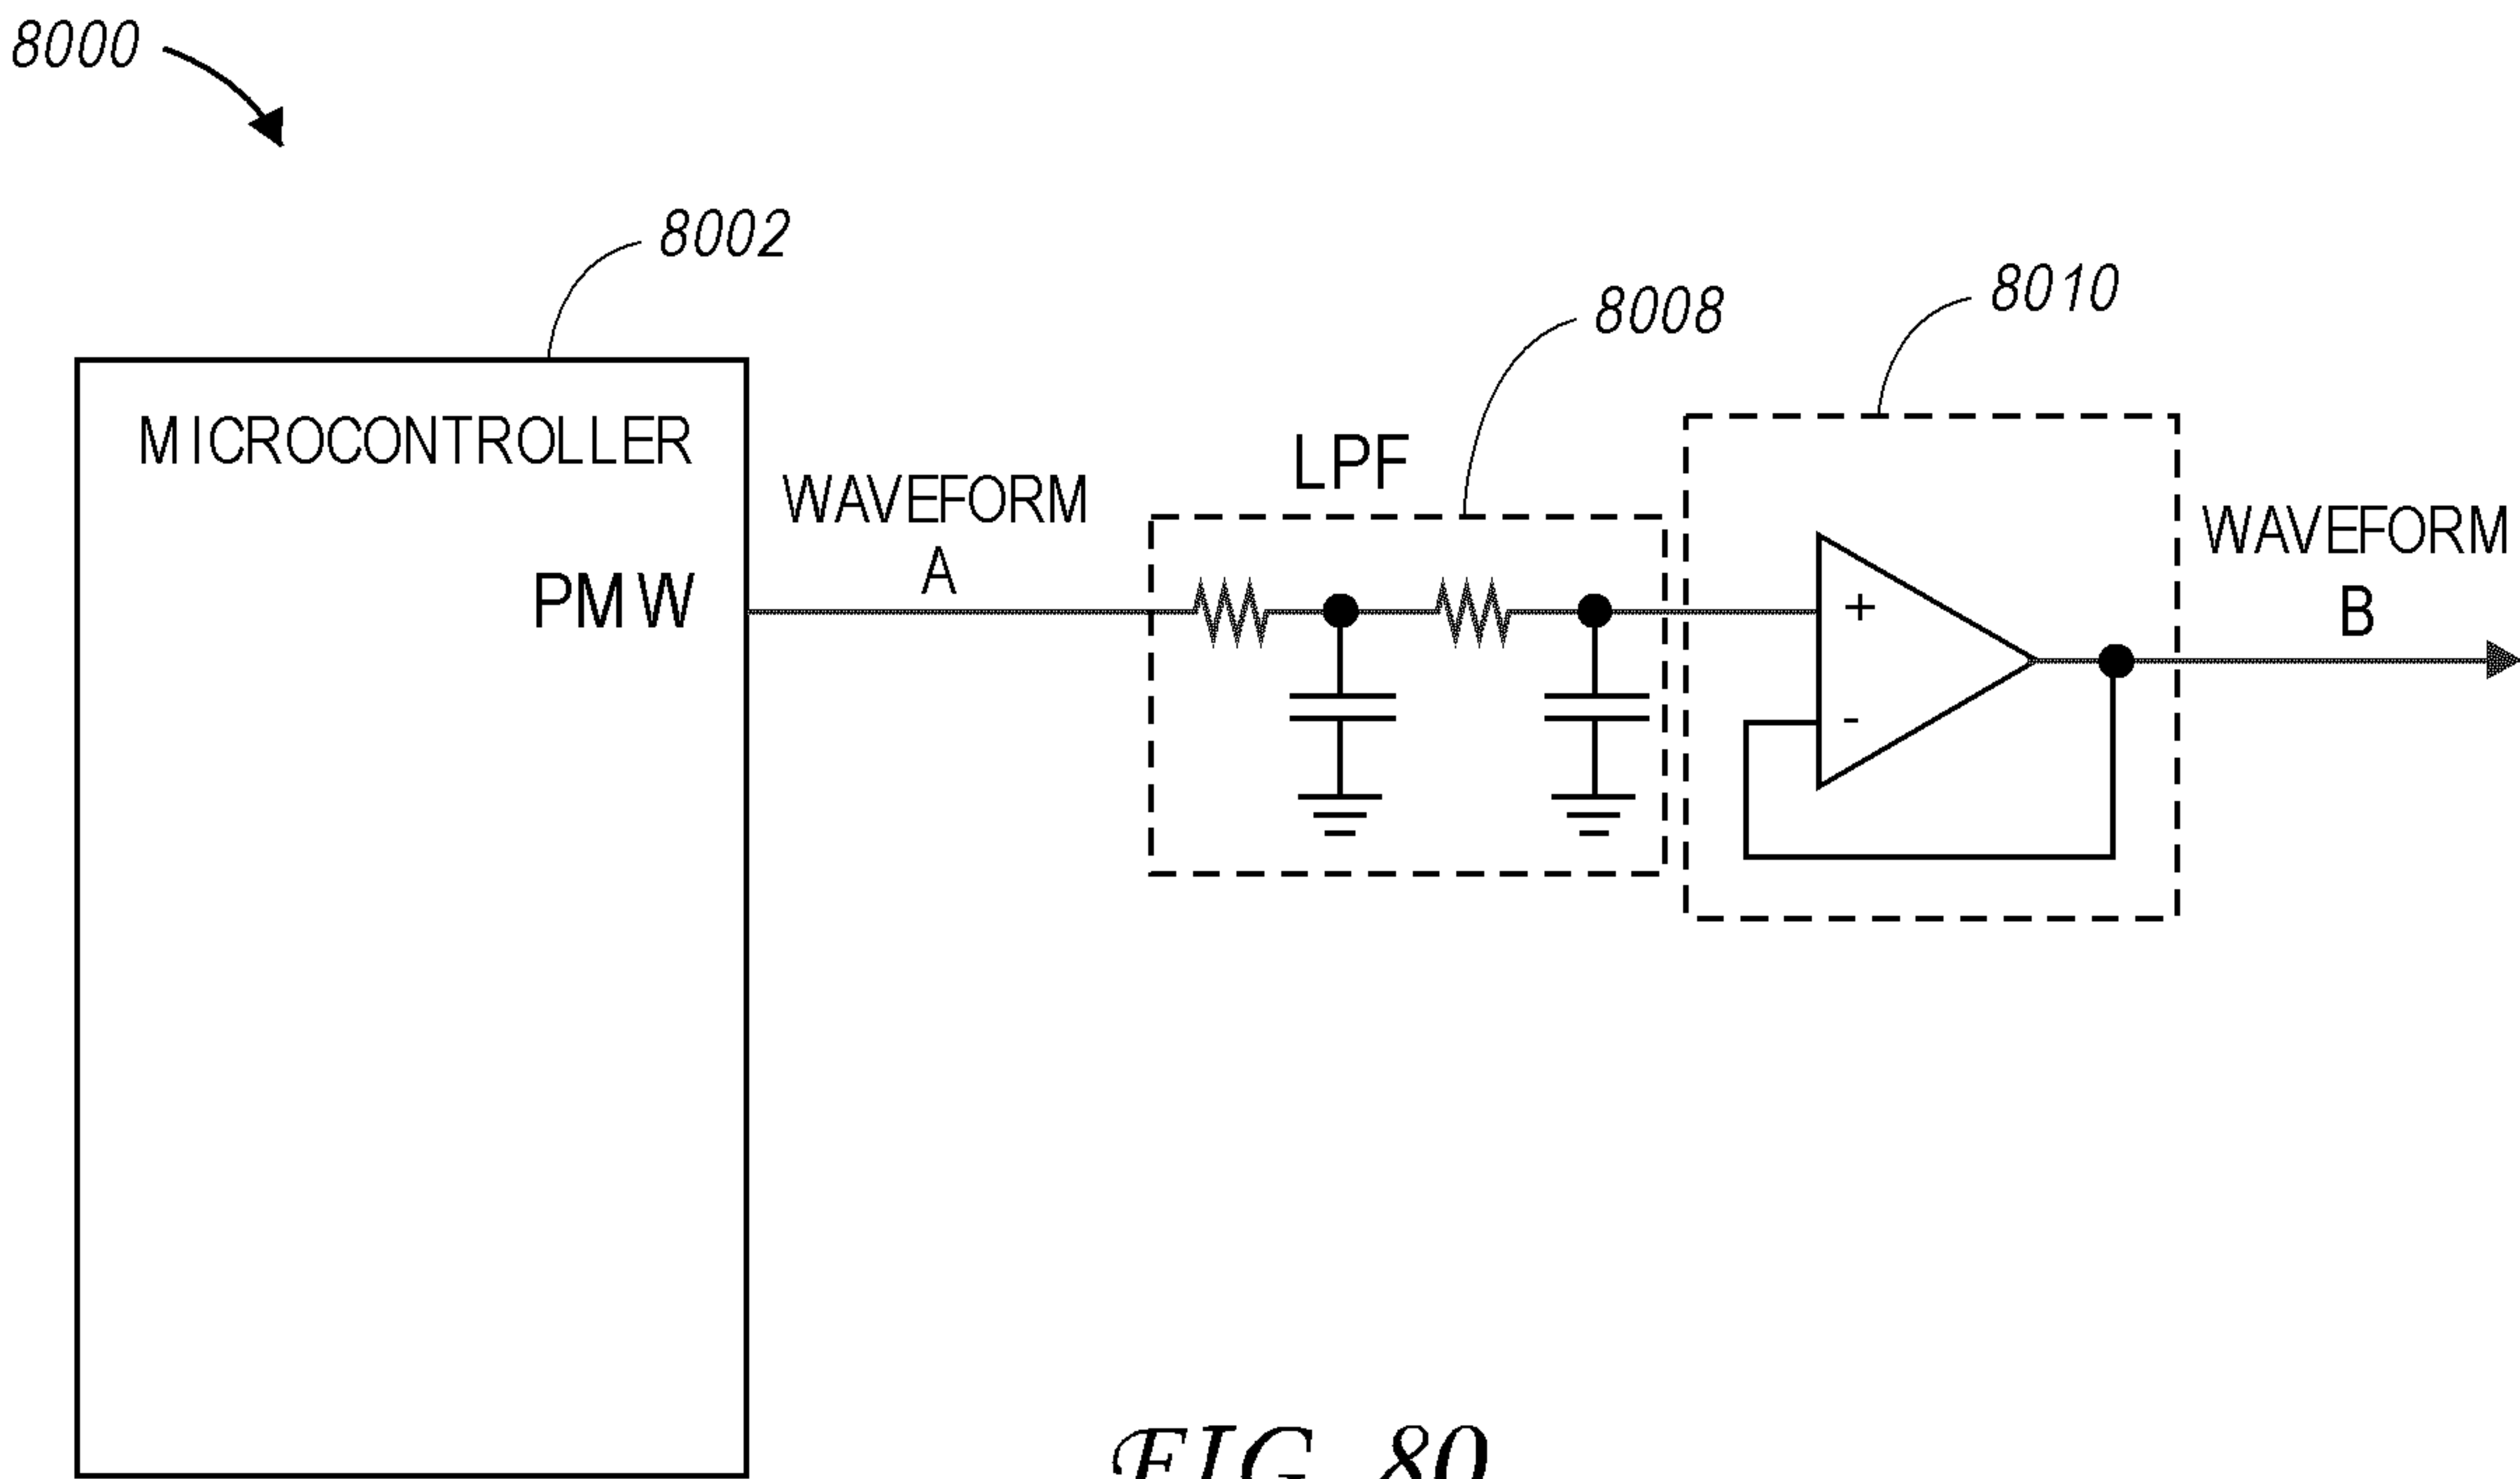 8000
8002
8008
8010
MICROCONTROLLER
WAVEFORM
A
LPF
WAVEFORM
B
PMW
+
-
FIG. 80